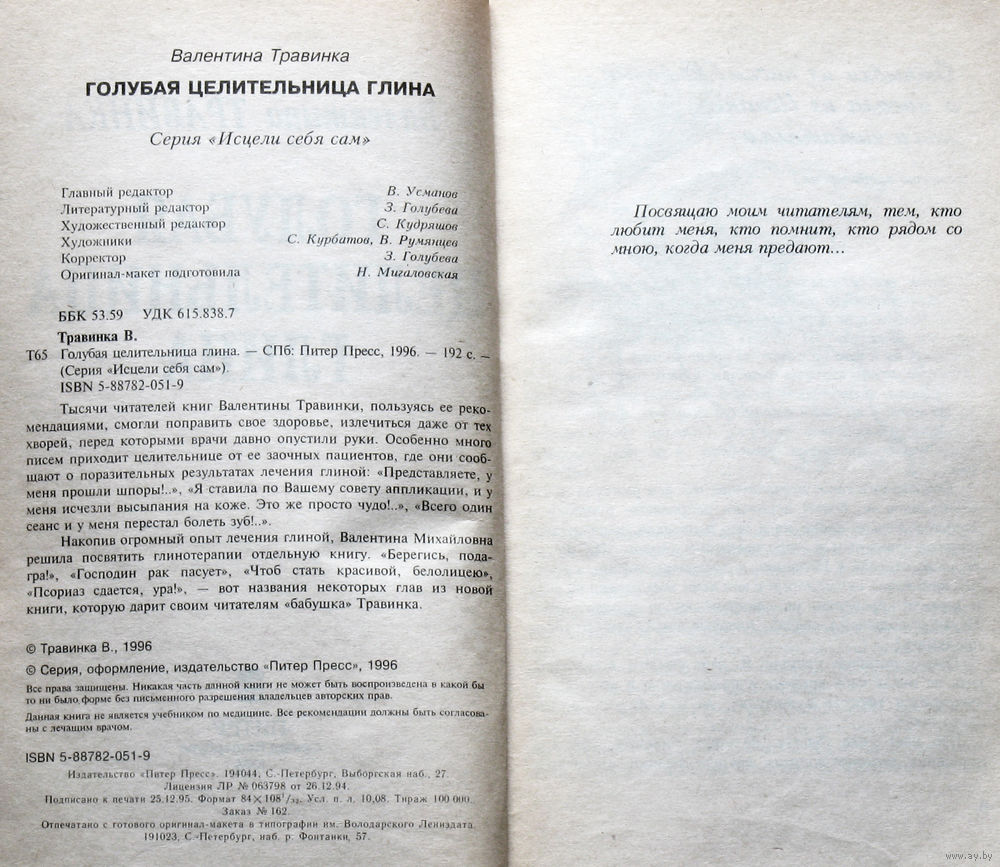 Валентина Травинка
ГОЛУБАЯ ЦЕЛИТЕЛЬНИЦА ГЛИНА
Серия «Исцели себя сам»
Главный редактор В. Усманов
Литературный редактор З. Голубева
Художественный редактор С. Кудряшов
Художники С. Курбатов, В. Румянцев
Корректор З. Голубева
Оригинал-макет подготовила Н. Мигаловская
ББК 53.59 УДК 615.838.7
Травинка В.
Т65 Голубая целительница глина. — СПб: Питер Пресс, 1996. — 192 с. —
(Серия «Исцели себя сам»).
ISBN 5-88782-051-9
Тысячи читателей книг Валентины Травинки, пользуясь ее реко-
мендациями, смогли поправить свое здоровье, излечиться даже от тех
хворей, перед которыми врачи давно опустили руки. Особенно много
писем приходит целительнице от ее заочных пациентов, где они сооб-
щают о поразительных результатах лечения глиной: «Представляете, у
меня прошли шпоры!..», «Я ставила по Вашему совету аппликации, и у
меня исчезли высыпания на коже. Это же просто чудо!..», «Всего один
сеанс и у меня перестал болеть зуб!..».
Накопив огромный опыт лечения глиной, Валентина Михайловна
решила посвятить глинотерапии отдельную книгу. «Берегись, пода-
гра!», «Господин рак пасует», «Чтоб стать красивой, белолицею»,
«Псориаз сдается, ура!», — вот названия некоторых глав из новой
книги, которую дарит своим читателям «бабушка» Травинка.
© Травинка В., 1996
© Серия, оформление, издательство «Питер Пресс», 1996
Все права защищены. Никакая часть данной книги не может быть воспроизведена в какой бы
то ни было форме без письменного разрешения владельцев авторских прав.
Данная книга не является учебником по медицине. Все рекомендации должны быть согласова-
ны с лечащим врачом.
ISBN 5-88782-051-9
Издательство «Питер Пресс». 194044, С.-Петербург, Выборгская наб., 27.
Лицензия ЛР № 063798 от 26.12.94.
Подписано к печати 25.12.95. Формат 84×108¹/₃₂. Усл. п. л. 10,08. Тираж 100 000.
Заказ № 162.
Отпечатано с готового оригинал-макета в типографии им. Володарского Лениздата.
191023, С.-Петербург, наб. р. Фонтанки, 57.
Посвящаю моим читателям, тем, кто
любит меня, кто помнит, кто рядом со
мною, когда меня предают...
www.ay.by